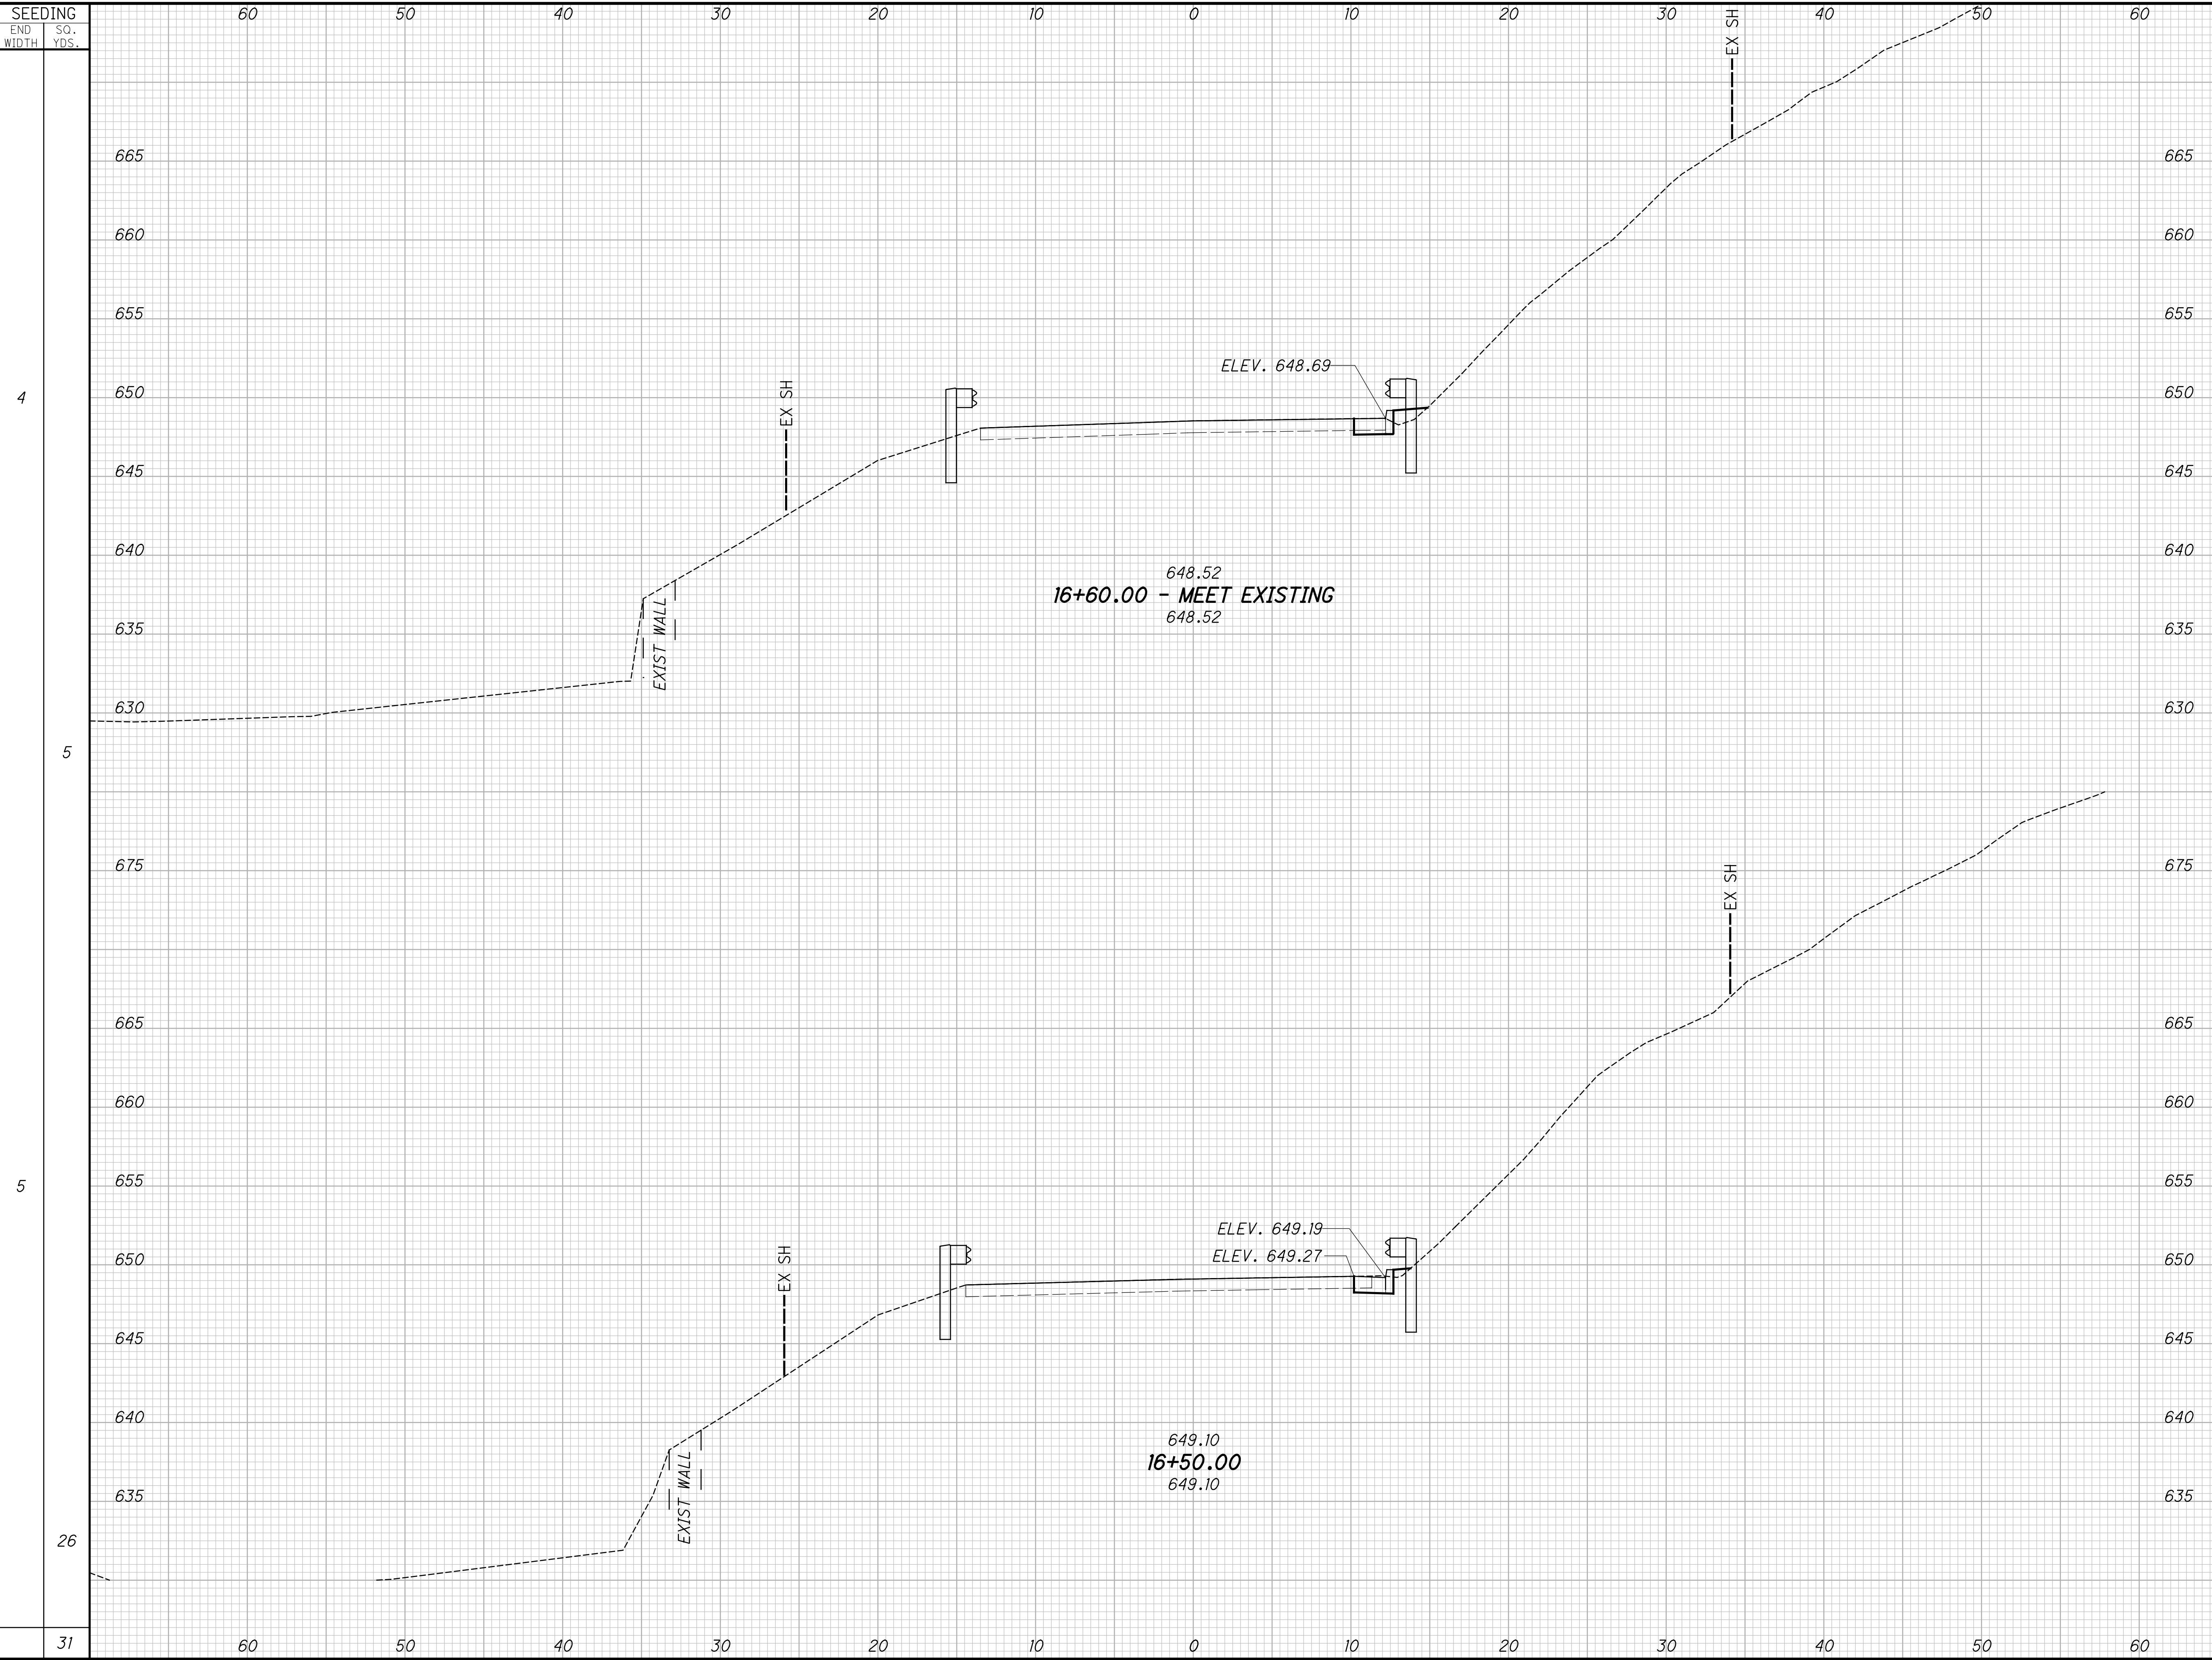 SEEDING
END WIDTH
SQ. YDS.
60 50 40 30 20 10 0 10 20 30 40 50 60
EX SH
665 665
660 660
655 655
ELEV. 648.69
EX SH
4
650 650
645 645
640 640
648.52
16+60.00 - MEET EXISTING
648.52
635 635
EXIST WALL
630 630
5
675 675
EX SH
665 665
660 660
5
655 655
ELEV. 649.19
ELEV. 649.27
EX SH
650 650
645 645
640 640
649.10
16+50.00
649.10
EXIST WALL
635 635
26
31
60 50 40 30 20 10 0 10 20 30 40 50 60